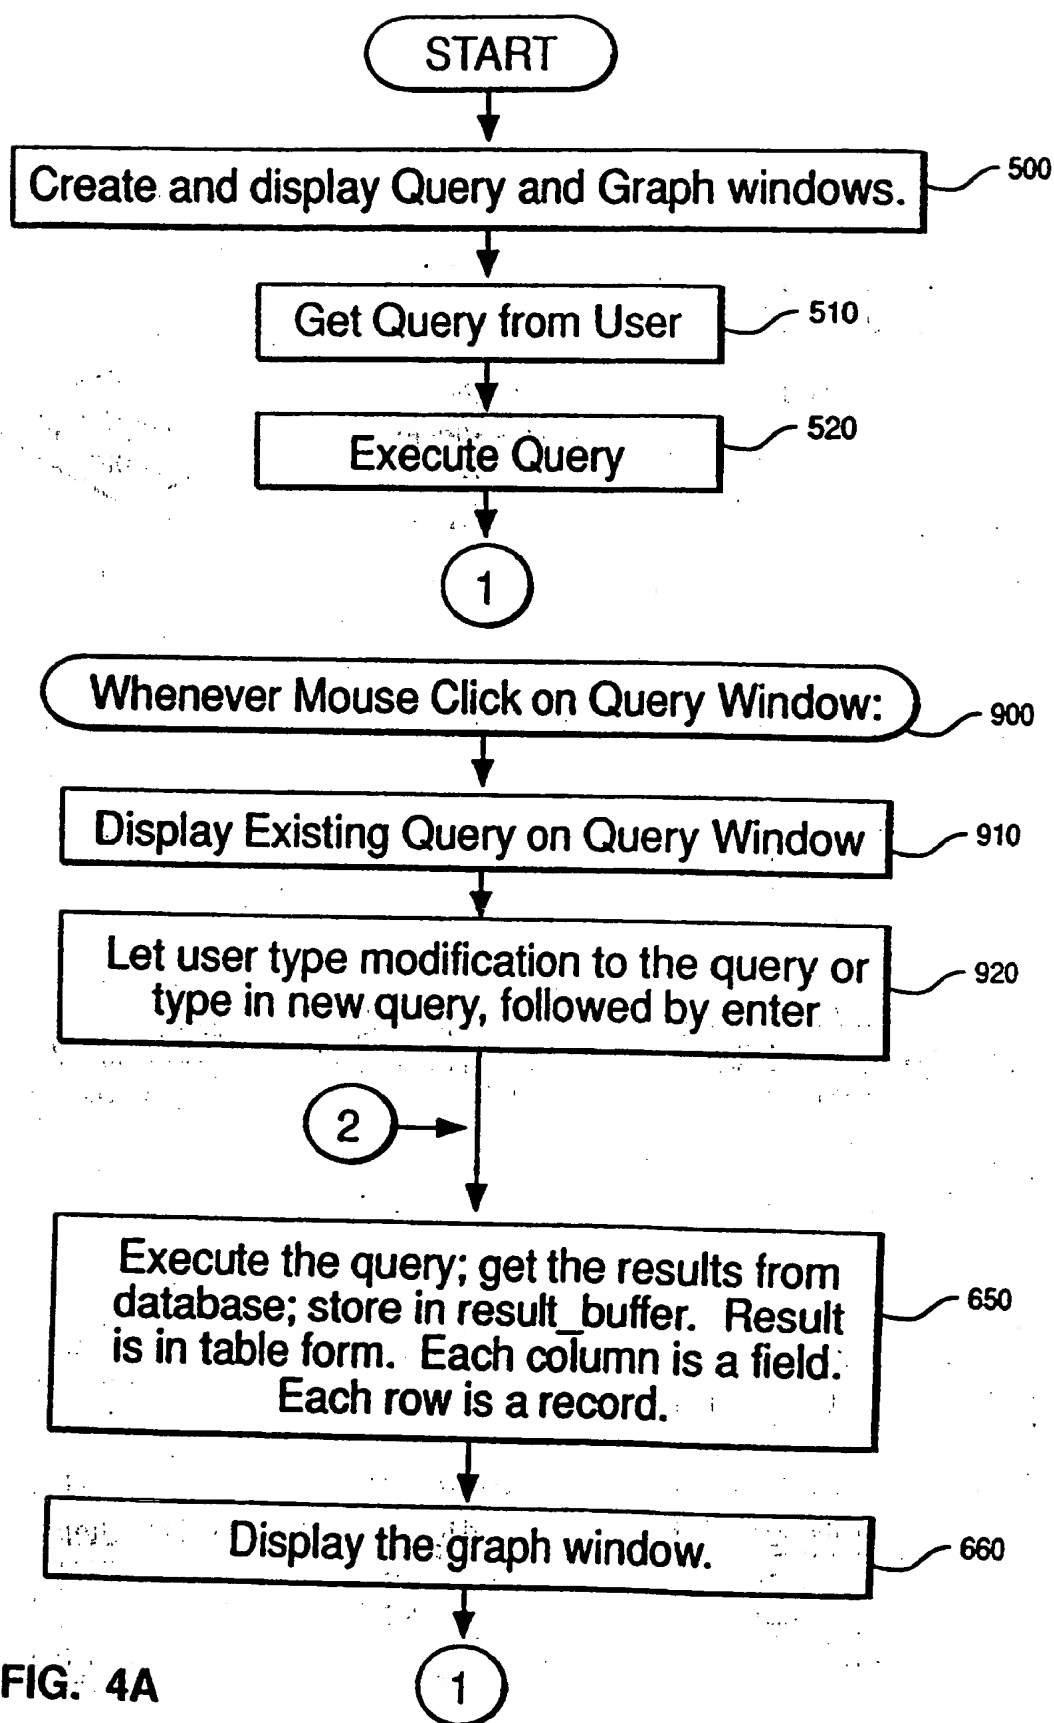 START
Create and display Query and Graph windows.
500
Get Query from User
510
Execute Query
520
1
Whenever Mouse Click on Query Window:
900
Display Existing Query on Query Window
910
Let user type modification to the query or
type in new query, followed by enter
920
2
Execute the query; get the results from
database; store in result_buffer. Result
is in table form. Each column is a field.
Each row is a record.
650
Display the graph window.
660
1
FIG. 4A